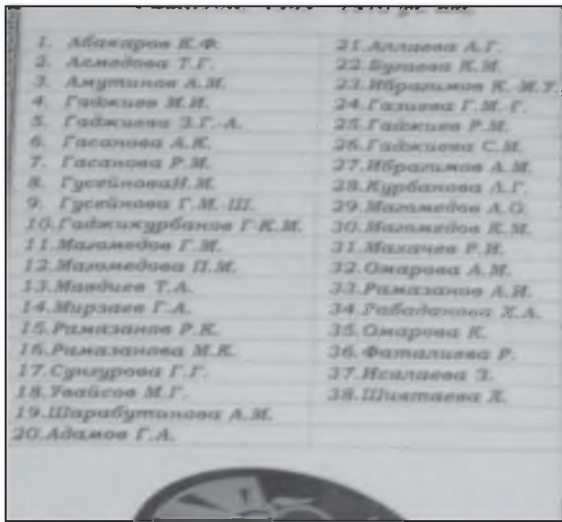 1. Абакаров К.Ф.
2. Асмедова Т.Г.
3. Амутинов А.М.
4. Гаджиев М.И.
5. Гаджиева З.Г.-А.
6. Гасанова А.К.
7. Гасанова Р.М.
8. ГусейноваН.М.
9. Гусейнова Г.М.-Ш.
10.Гаджикурбанов Г-К.М.
11.Магомедов Г.М.
12.Магомедова П.М.
13.Мавдиев Т.А.
14.Мирзаев Г.А.
15.Рамазанов Р.К.
16.Рамазанова М.К.
17.Сунгурова Г.Г.
18.Увайсов М.Г.
19.Шарабутинова А.М.
20.Адамов Г.А.
21.Аллаева А.Г.
22.Бугаева К.М.
23.Ибрагимов К.-М.У.
24.Газиева Г.М.-Г.
25.Гаджиев Р.М.
26.Гаджиева С.М.
27.Ибрагимов А.М.
28.Курбанова Л.Г.
29.Магомедов А.О.
30.Магомедов К.М.
31.Махачев Р.И.
32.Омарова А.М.
33.Рамазанов А.И.
34.Рабаданова Х.А.
35.Омарова К.
36.Фаталиева Р.
37.Исалаева З.
38.Шихтаева Х.